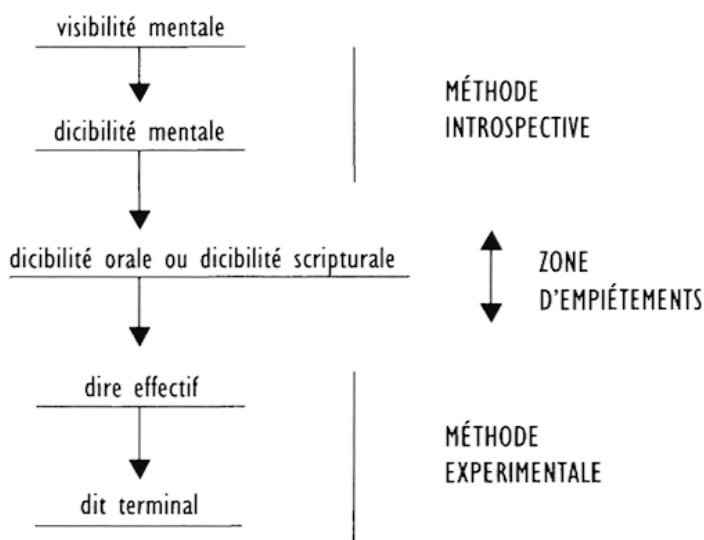 visibilité mentale
MÉTHODE
INTROSPECTIVE
dicibilité mentale
dicibilité orale ou dicibilité scripturale
ZONE
D'EMPIÉTEMENTS
dire effectif
MÉTHODE
EXPERIMENTALE
dit terminal